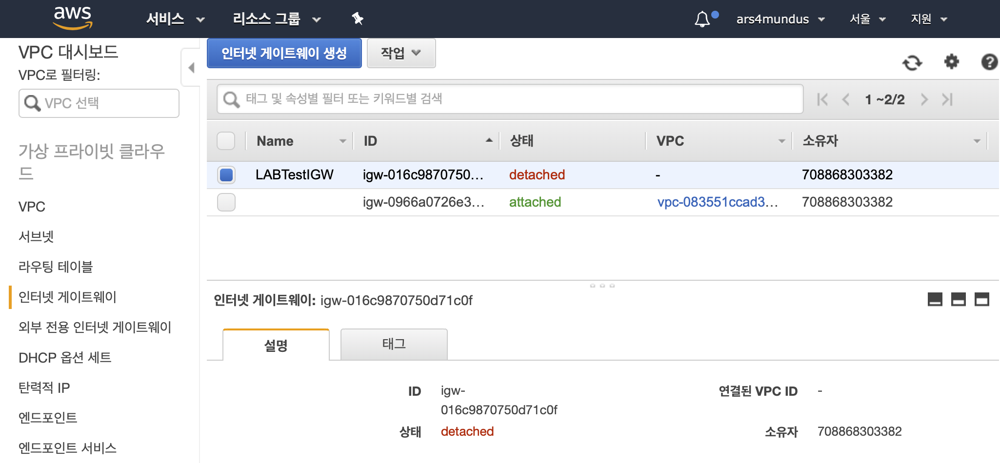 aws 서비스 리소스 그룹 ars4mundus 서울 지원
VPC 대시보드
VPC로 필터링:
VPC 선택
가상 프라이빗 클라우
드
VPC
서브넷
라우팅 테이블
인터넷 게이트웨이
외부 전용 인터넷 게이트웨이
DHCP 옵션 세트
탄력적 IP
엔드포인트
엔드포인트 서비스
인터넷 게이트웨이 생성 작업
태그 및 속성별 필터 또는 키워드별 검색 1 ~2/2
Name ID 상태 VPC 소유자
LABTestIGW igw-016c9870750... detached - 708868303382
igw-0966a0726e3... attached vpc-083551ccad3... 708868303382
인터넷 게이트웨이: igw-016c9870750d71c0f
설명 태그
ID igw- 연결된 VPC ID -
016c9870750d71c0f
상태 detached 소유자 708868303382